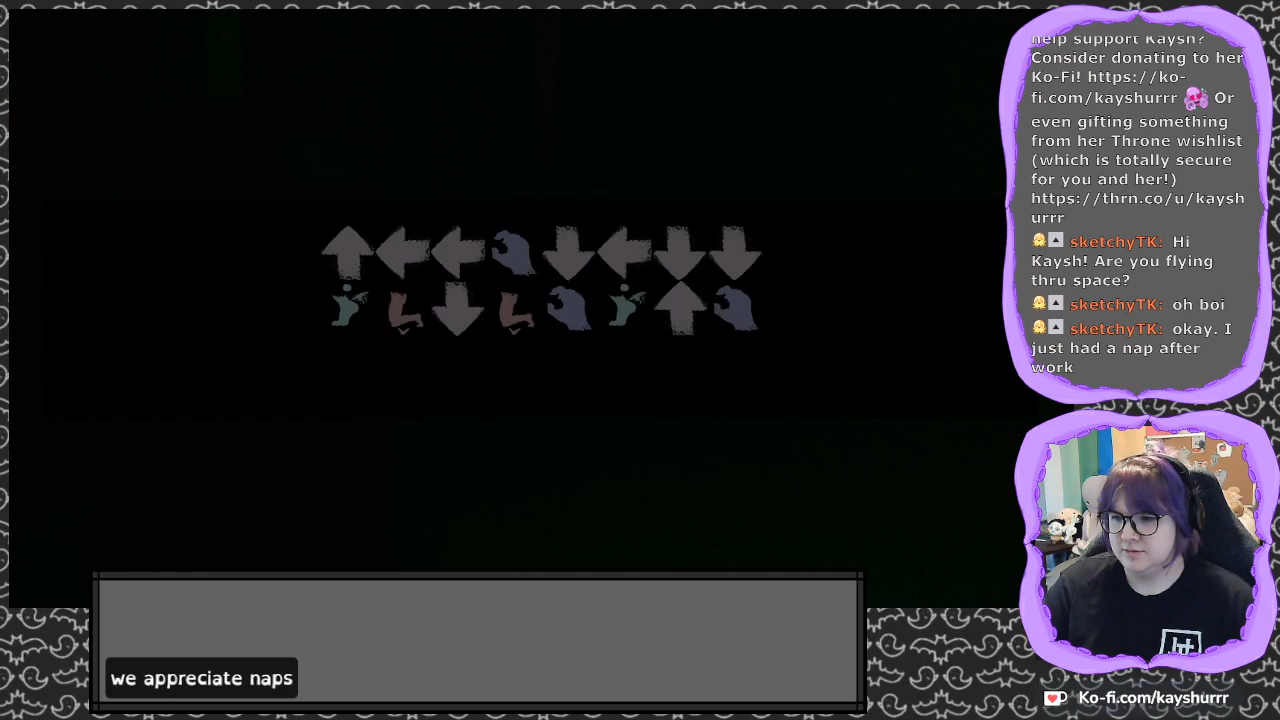 help support Kaysh?
Consider donating to her
Ko-Fi! https://ko-
fi.com/kayshurrr Or
even gifting something
from her Throne wishlist
(which is totally secure
for you and her!)
https://thrn.co/u/kaysh
urrr
sketchyTK: Hi
Kaysh! Are you flying
thru space?
sketchyTK: oh boi
sketchyTK: okay. I
just had a nap after
work
we appreciate naps
Ko-fi.com/kayshurrr